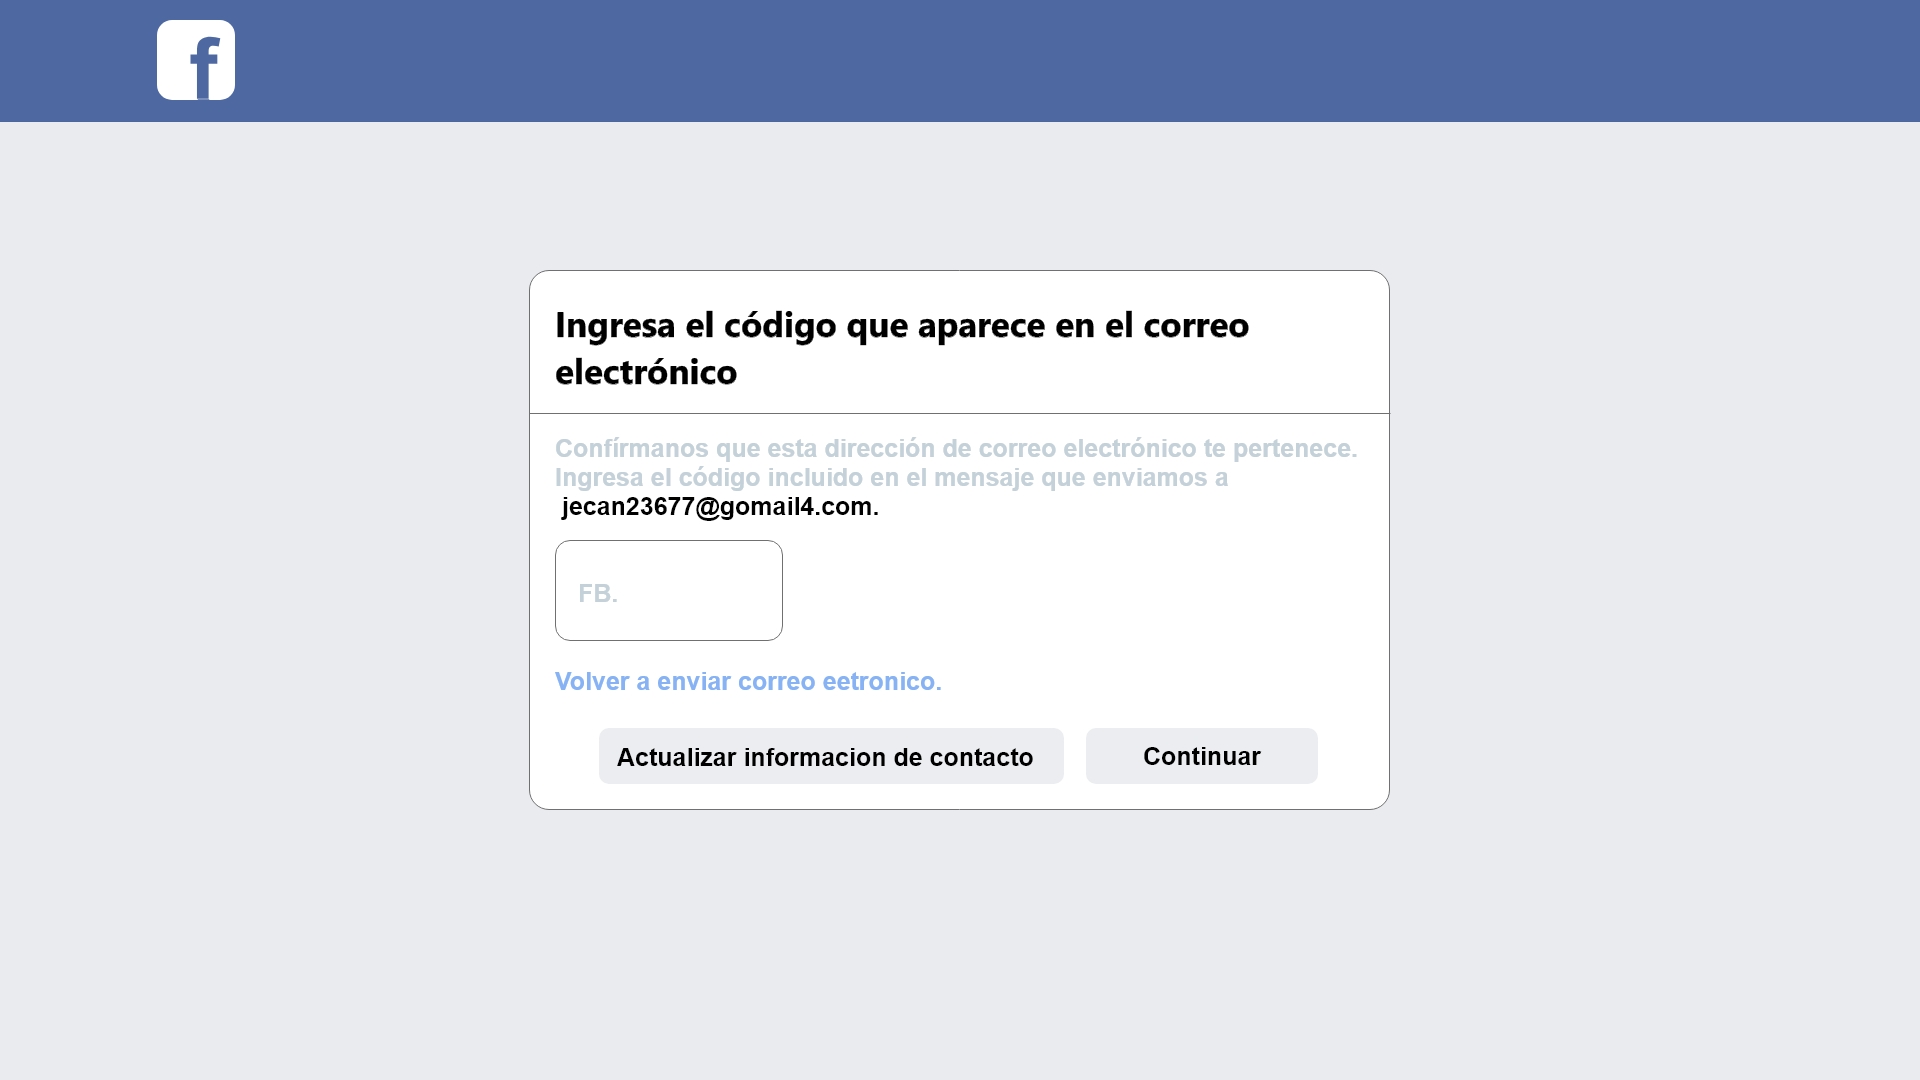 f
Ingresa el código que aparece en el correo
electrónico
Confírmanos que esta dirección de correo electrónico te pertenece.
Ingresa el código incluido en el mensaje que enviamos a
jecan23677@gomail4.com.
FB.
Volver a enviar correo eetronico.
Actualizar informacion de contacto
Continuar